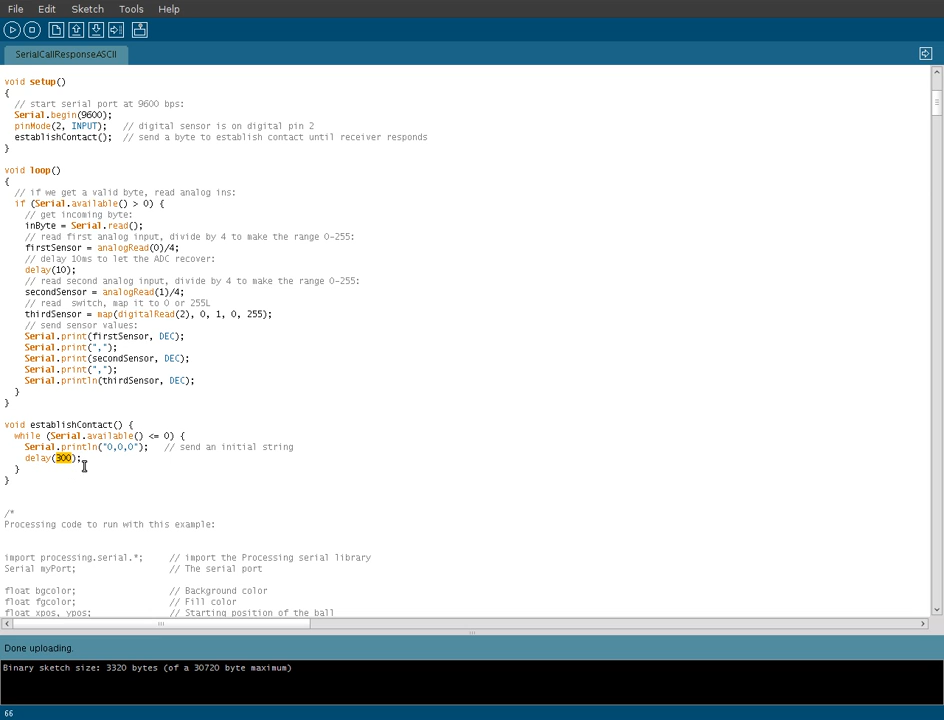 File Edit Sketch Tools Help
SerialCallResponseASCII
void setup()
{
// start serial port at 9600 bps:
Serial.begin(9600);
pinMode(2, INPUT); // digital sensor is on digital pin 2
establishContact(); // send a byte to establish contact until receiver responds
}
void loop()
{
// if we get a valid byte, read analog ins:
if (Serial.available() > 0) {
// get incoming byte:
inByte = Serial.read();
// read first analog input, divide by 4 to make the range 0-255:
firstSensor = analogRead(0)/4;
// delay 10ms to let the ADC recover:
delay(10);
// read second analog input, divide by 4 to make the range 0-255:
secondSensor = analogRead(1)/4;
// read  switch, map it to 0 or 255L
thirdSensor = map(digitalRead(2), 0, 1, 0, 255);
// send sensor values:
Serial.print(firstSensor, DEC);
Serial.print(",");
Serial.print(secondSensor, DEC);
Serial.print(",");
Serial.println(thirdSensor, DEC);
}
}
void establishContact() {
while (Serial.available() <= 0) {
Serial.println("0,0,0"); // send an initial string
delay(300);
}
}
/*
Processing code to run with this example:
import processing.serial.*; // import the Processing serial library
Serial myPort; // The serial port
float bgcolor; // Background color
float fgcolor; // Fill color
float xpos, ypos; // Starting position of the ball
Done uploading.
Binary sketch size: 3320 bytes (of a 30720 byte maximum)
66